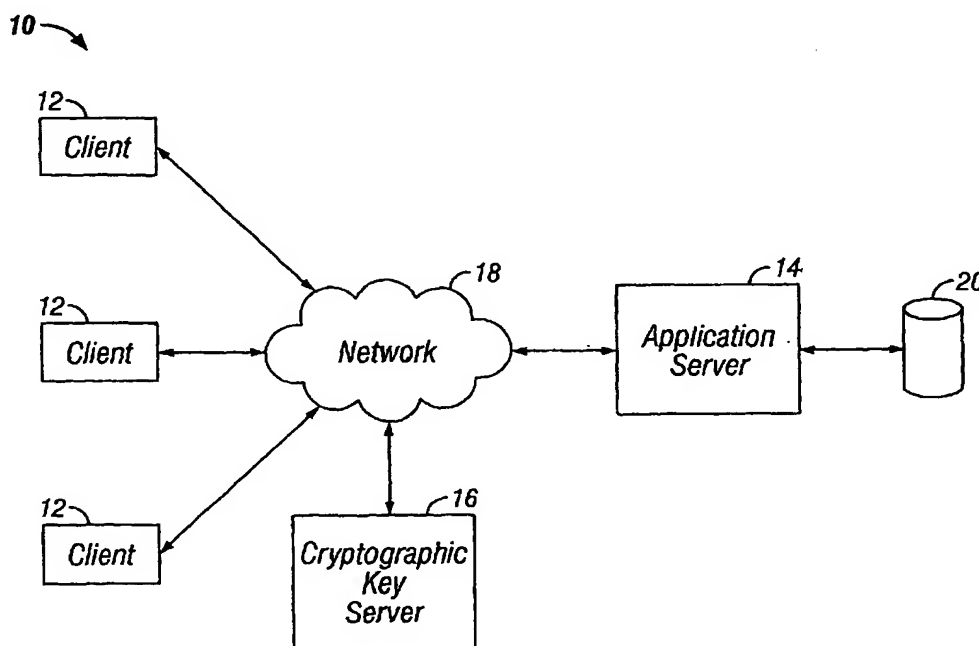 10
12
Client
12
Client
12
Client
18
Network
14
Application
Server
20
16
Cryptographic
Key
Server